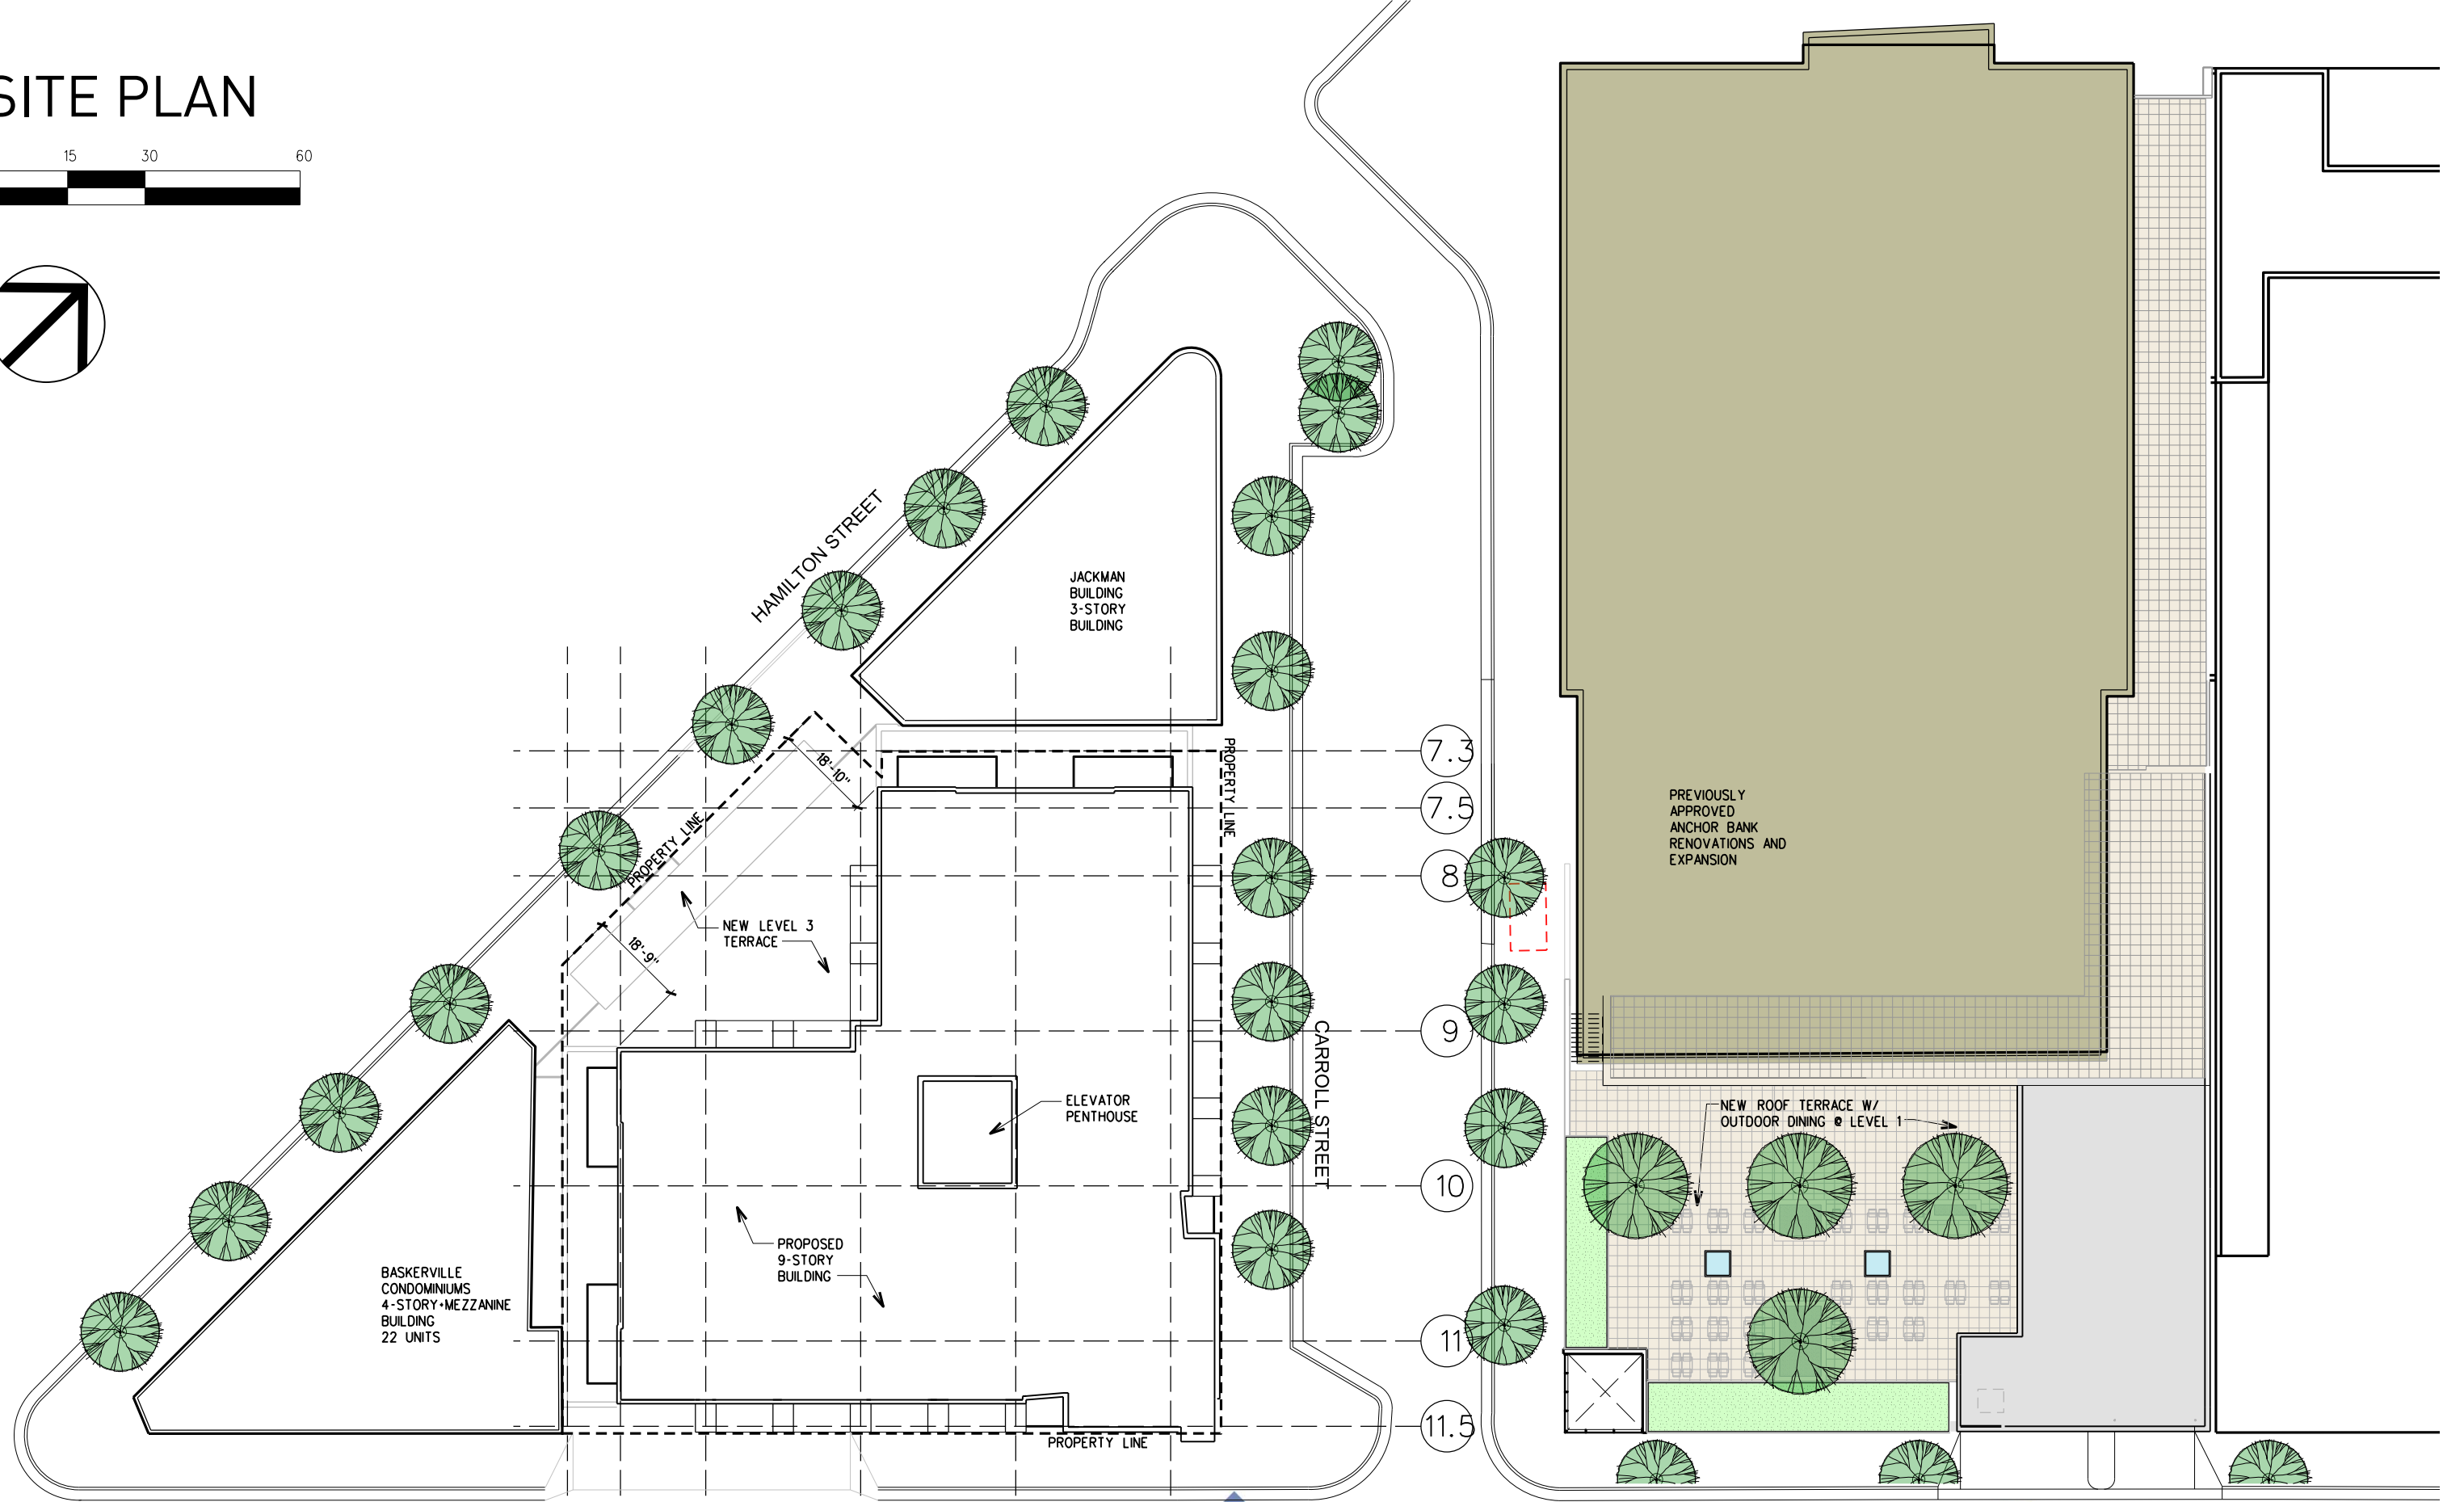 SITE PLAN
15 30 60
HAMILTON STREET
JACKMAN
BUILDING
3-STORY
BUILDING
PROPERTY LINE
18'-10"
7.3
7.5
PROPERTY LINE
8
PREVIOUSLY
APPROVED
ANCHOR BANK
RENOVATIONS AND
EXPANSION
NEW LEVEL 3
TERRACE
18'-9"
9
CARROLL STREET
ELEVATOR
PENTHOUSE
NEW ROOF TERRACE W/
OUTDOOR DINING @ LEVEL 1
10
PROPOSED
9-STORY
BUILDING
BASKERVILLE
CONDOMINIUMS
4-STORY+MEZZANINE
BUILDING
22 UNITS
11
11.5
PROPERTY LINE